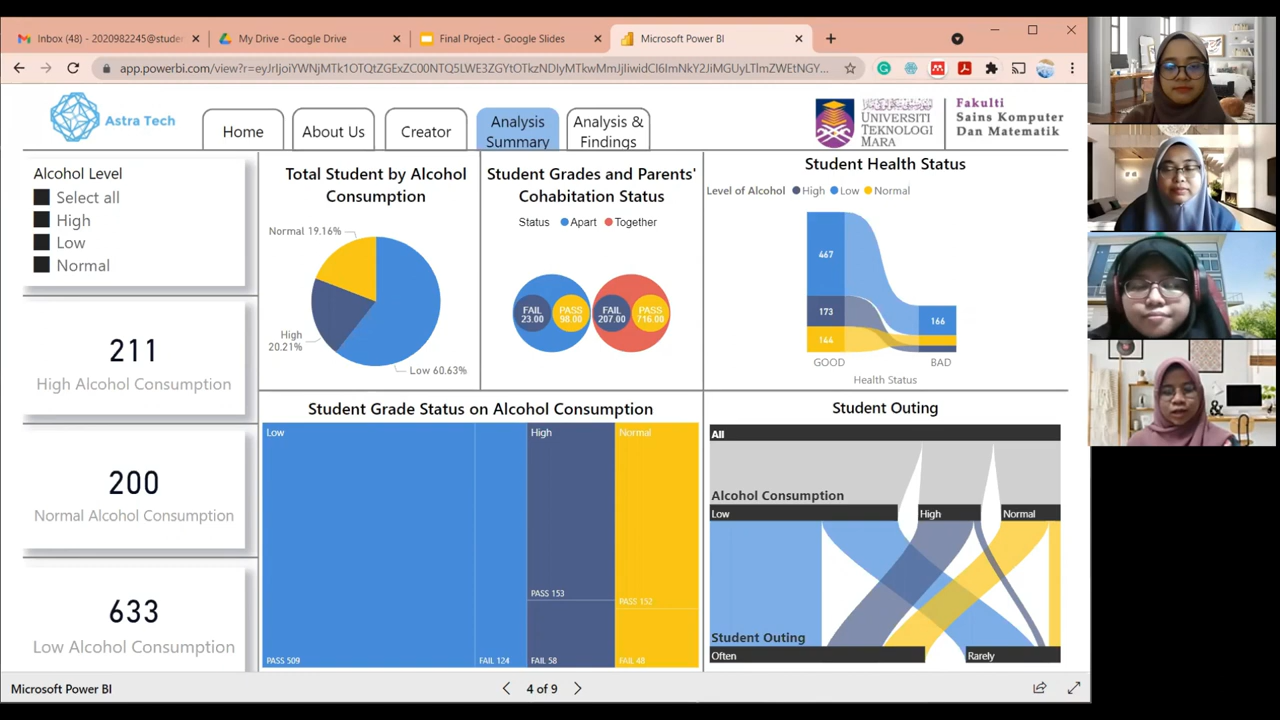 Inbox (48) - 2020982245@stude
My Drive - Google Drive
Final Project - Google Slides
Microsoft Power BI
app.powerbi.com/view?r=
Astra Tech
Home
About Us
Creator
Analysis
Summary
Analysis &
Findings
UNIVERSITI
TEKNOLOGI
MARA
Fakulti
Sains Komputer
Dan Matematik
Alcohol Level
Select all
High
Low
Normal
211
High Alcohol Consumption
200
Normal Alcohol Consumption
633
Low Alcohol Consumption
Total Student by Alcohol
Consumption
Normal 19.16%
High
20.21%
Low 60.63%
Student Grades and Parents'
Cohabitation Status
Status Apart Together
FAIL
23.00
PASS
98.00
FAIL
207.00
PASS
716.00
Student Health Status
Level of Alcohol High Low Normal
467
173
144
166
GOOD
BAD
Health Status
Student Grade Status on Alcohol Consumption
Low
High
Normal
PASS 509
FAIL 124
PASS 153
FAIL 58
PASS 152
FAIL 48
Student Outing
All
Alcohol Consumption
Low
High
Normal
Student Outing
Often
Rarely
Microsoft Power BI
4 of 9
&